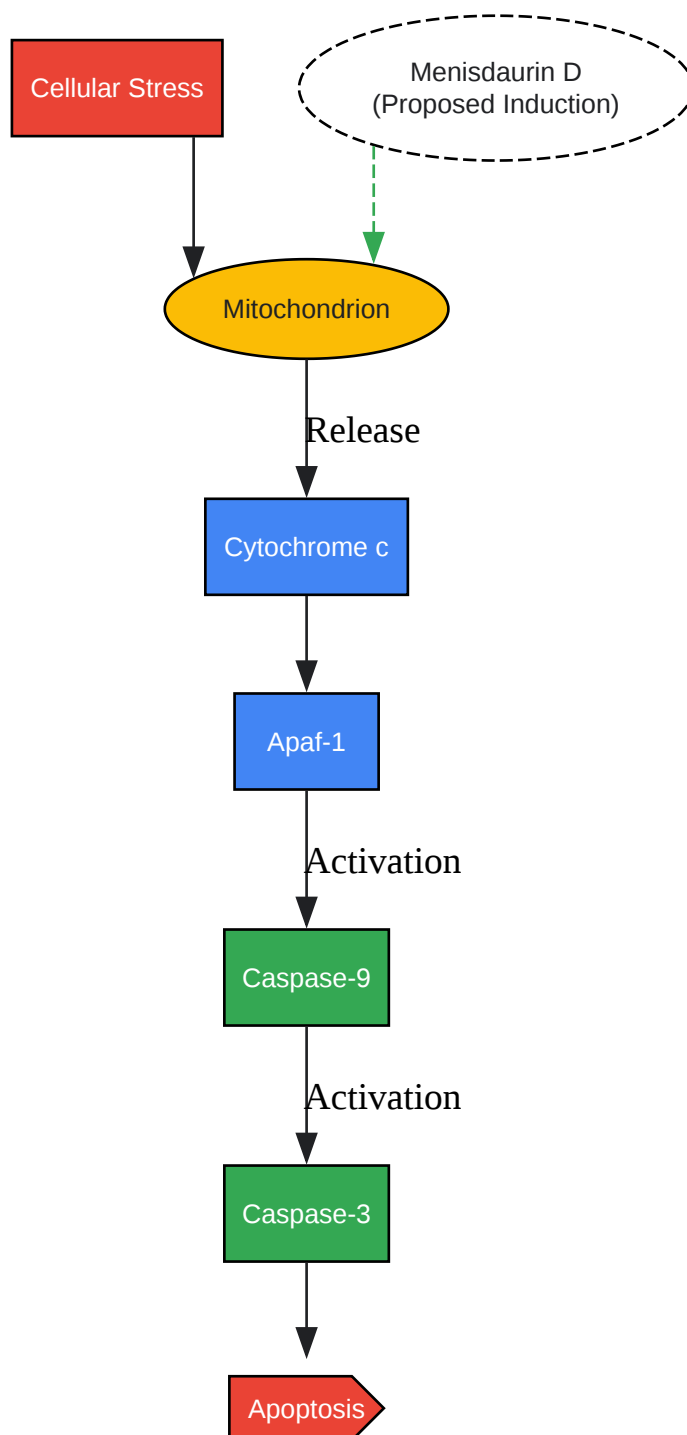 Cellular Stress
Menisdaurin D
(Proposed Induction)
Mitochondrion
Release
Cytochrome c
Apaf-1
Activation
Caspase-9
Activation
Caspase-3
Apoptosis